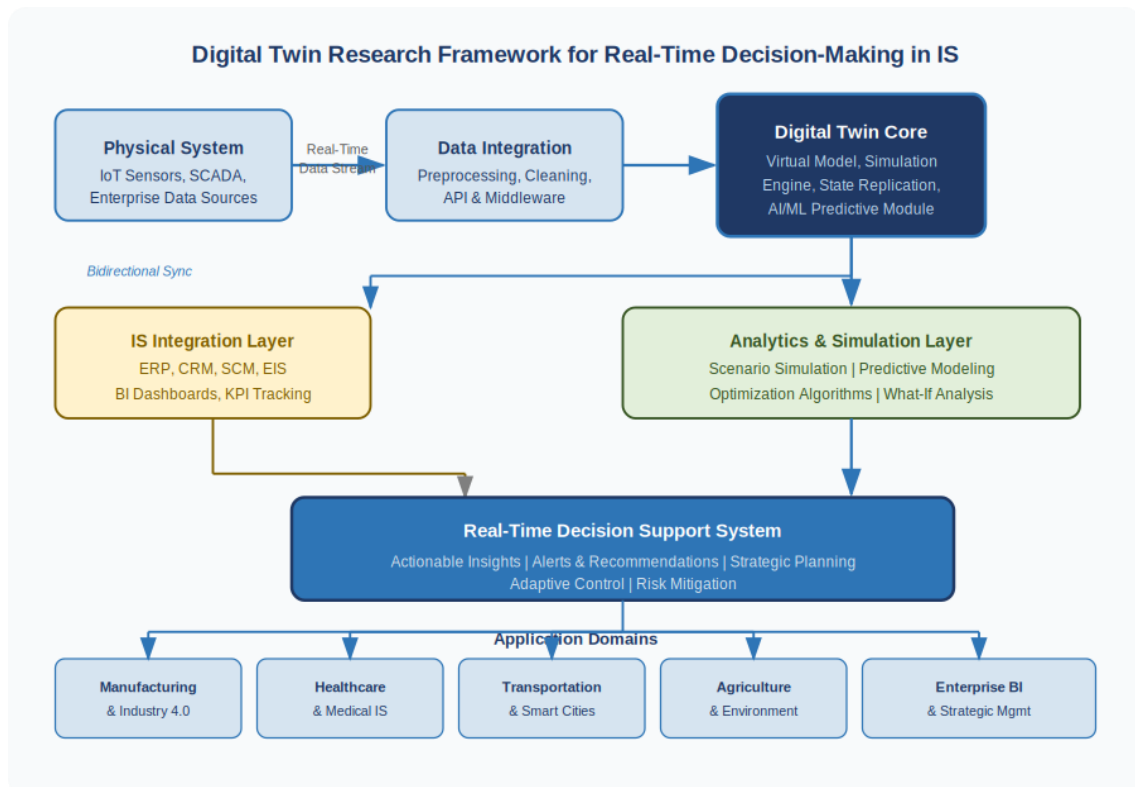 Digital Twin Research Framework for Real-Time Decision-Making in IS
Physical System
IoT Sensors, SCADA,
Enterprise Data Sources
Real-Time
Data Stream
Data Integration
Preprocessing, Cleaning,
API & Middleware
Digital Twin Core
Virtual Model, Simulation
Engine, State Replication,
AI/ML Predictive Module
Bidirectional Sync
IS Integration Layer
ERP, CRM, SCM, EIS
BI Dashboards, KPI Tracking
Analytics & Simulation Layer
Scenario Simulation | Predictive Modeling
Optimization Algorithms | What-If Analysis
Real-Time Decision Support System
Actionable Insights | Alerts & Recommendations | Strategic Planning
Adaptive Control | Risk Mitigation
Application Domains
Manufacturing
& Industry 4.0
Healthcare
& Medical IS
Transportation
& Smart Cities
Agriculture
& Environment
Enterprise BI
& Strategic Mgmt